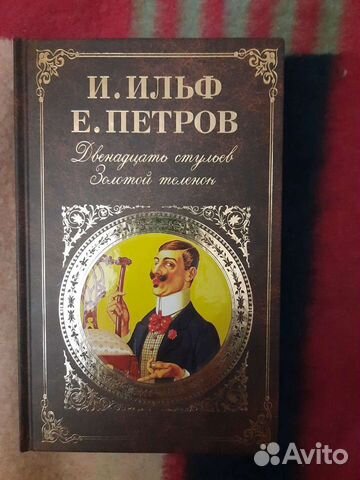 И. ИЛЬФ
Е. ПЕТРОВ
Двенадцать стульев
Золотой теленок
Avito